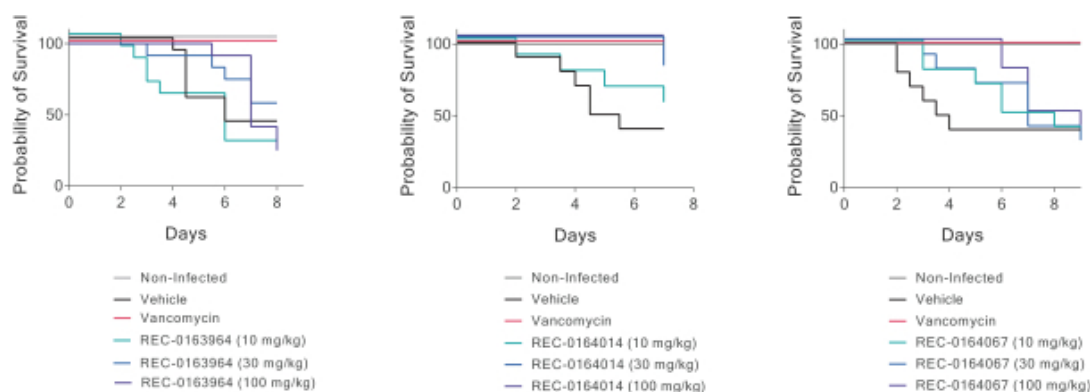 Probability of Survival
100
50
0
0 2 4 6 8
Days
Non-Infected
Vehicle
Vancomycin
REC-0163964 (10 mg/kg)
REC-0163964 (30 mg/kg)
REC-0163964 (100 mg/kg)
Probability of Survival
100
50
0
0 2 4 6 8
Days
Non-Infected
Vehicle
Vancomycin
REC-0164014 (10 mg/kg)
REC-0164014 (30 mg/kg)
REC-0164014 (100 mg/kg)
Probability of Survival
100
50
0
0 2 4 6 8
Days
Non-Infected
Vehicle
Vancomycin
REC-0164067 (10 mg/kg)
REC-0164067 (30 mg/kg)
REC-0164067 (100 mg/kg)